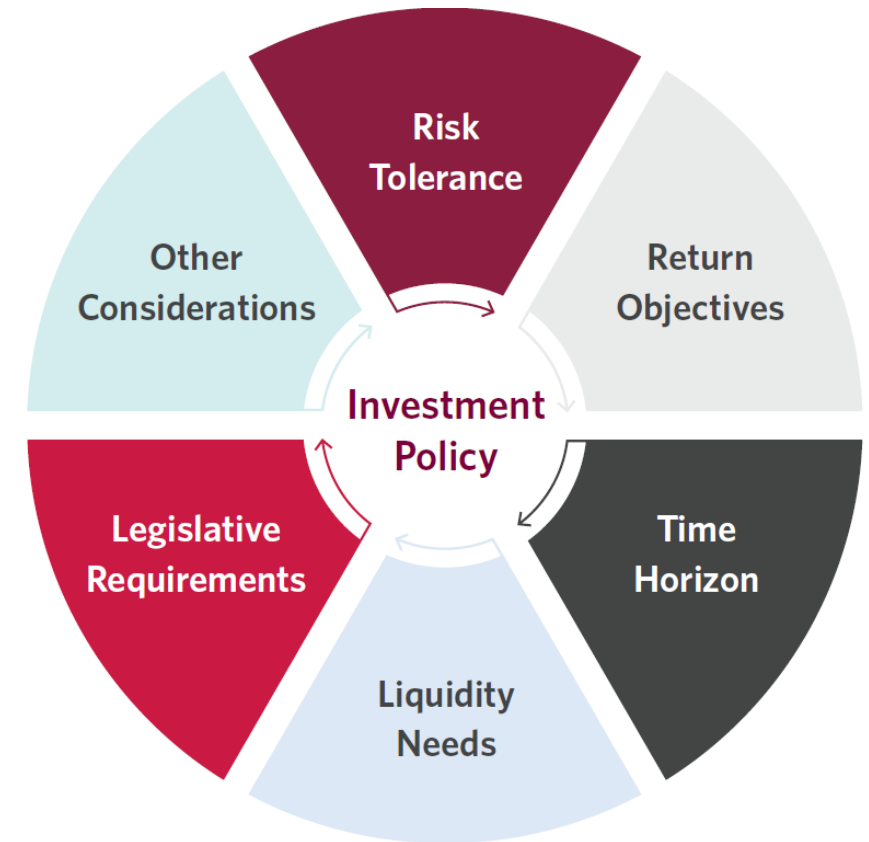 Risk
Tolerance
Return
Objectives
Time
Horizon
Liquidity
Needs
Legislative
Requirements
Other
Considerations
Investment
Policy